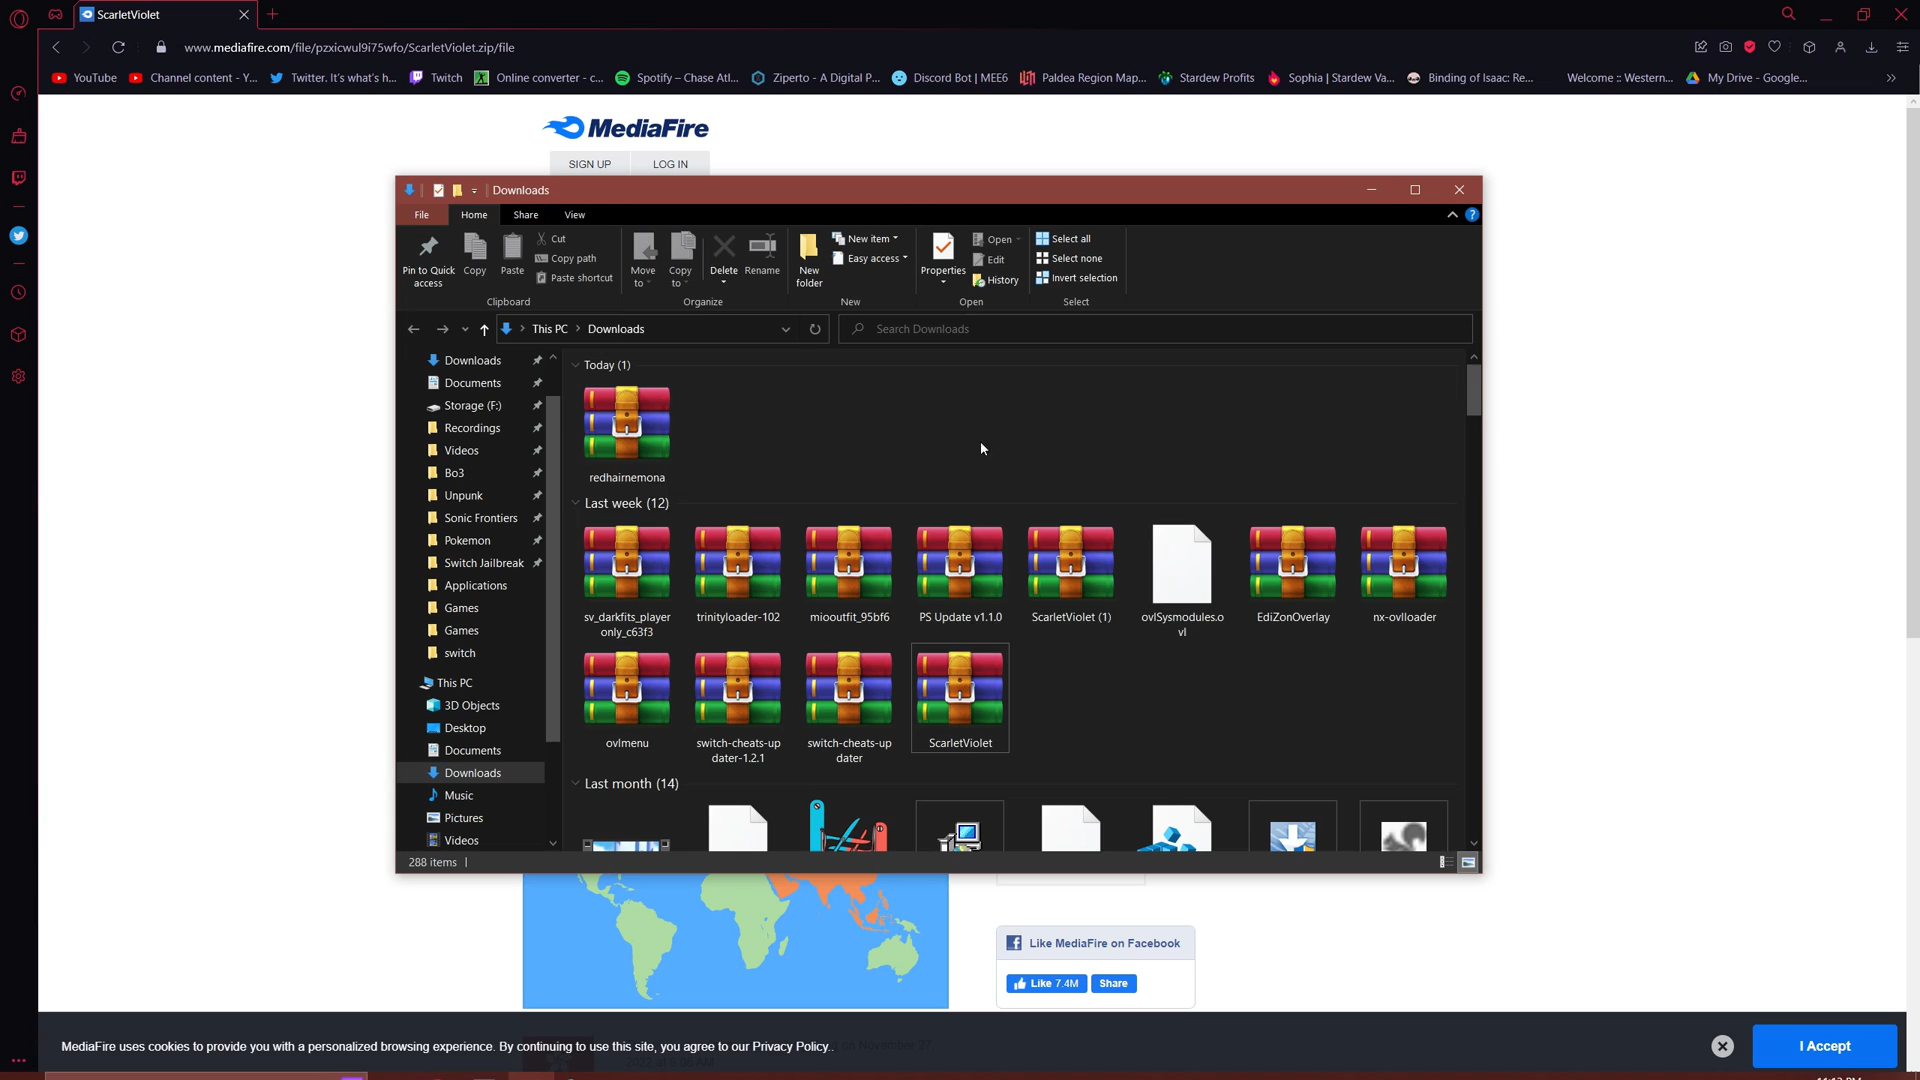 ScarletViolet
www.mediafire.com/file/pzxicwul9i75wfo/ScarletViolet.zip/file
YouTube
Channel content - Y...
Twitter. It's what's h...
Twitch
Online converter - c...
Spotify – Chase Atl...
Ziperto - A Digital P...
Discord Bot | MEE6
Paldea Region Map...
Stardew Profits
Sophia | Stardew Va...
Binding of Isaac: Re...
Welcome :: Western...
My Drive - Google...
MediaFire
SIGN UP
LOG IN
Downloads
File
Home
Share
View
Pin to Quick access
Copy
Paste
Cut
Copy path
Paste shortcut
Clipboard
Move to
Copy to
Delete
Rename
Organize
New folder
New item
Easy access
New
Properties
Open
Edit
History
Open
Select all
Select none
Invert selection
Select
This PC
Downloads
Search Downloads
Downloads
Documents
Storage (F:)
Recordings
Videos
Bo3
Unpunk
Sonic Frontiers
Pokemon
Switch Jailbreak
Applications
Games
Games
switch
This PC
3D Objects
Desktop
Documents
Downloads
Music
Pictures
Videos
Today (1)
redhairnemona
Last week (12)
sv_darkfits_player
only_c63f3
trinityloader-102
miooutfit_95bf6
PS Update v1.1.0
ScarletViolet (1)
ovlSysmodules.o
vl
EdiZonOverlay
nx-ovlloader
ovlmenu
switch-cheats-up
dater-1.2.1
switch-cheats-up
dater
ScarletViolet
Last month (14)
288 items
Like MediaFire on Facebook
Like 7.4M
Share
MediaFire uses cookies to provide you with a personalized browsing experience. By continuing to use this site, you agree to our Privacy Policy..
on November 27
I Accept